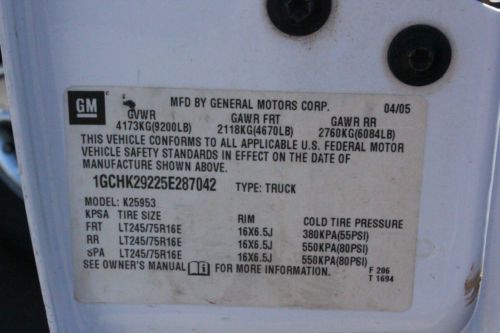 GM MFD BY GENERAL MOTORS CORP. 04/05
GVWR GAWR FRT GAWR RR
4173KG(9200LB) 2118KG(4670LB) 2760KG(6084LB)
THIS VEHICLE CONFORMS TO ALL APPLICABLE U.S. FEDERAL MOTOR
VEHICLE SAFETY STANDARDS IN EFFECT ON THE DATE OF
MANUFACTURE SHOWN ABOVE.
1GCHK29225E287042 TYPE: TRUCK
MODEL: K25953
KPSA TIRE SIZE RIM COLD TIRE PRESSURE
FRT LT245/75R16E 16X6.5J 380KPA(55PSI)
RR LT245/75R16E 16X6.5J 550KPA(80PSI)
SPA LT245/75R16E 16X6.5J 550KPA(80PSI)
SEE OWNER'S MANUAL FOR MORE INFORMATION. F 206
T 1694